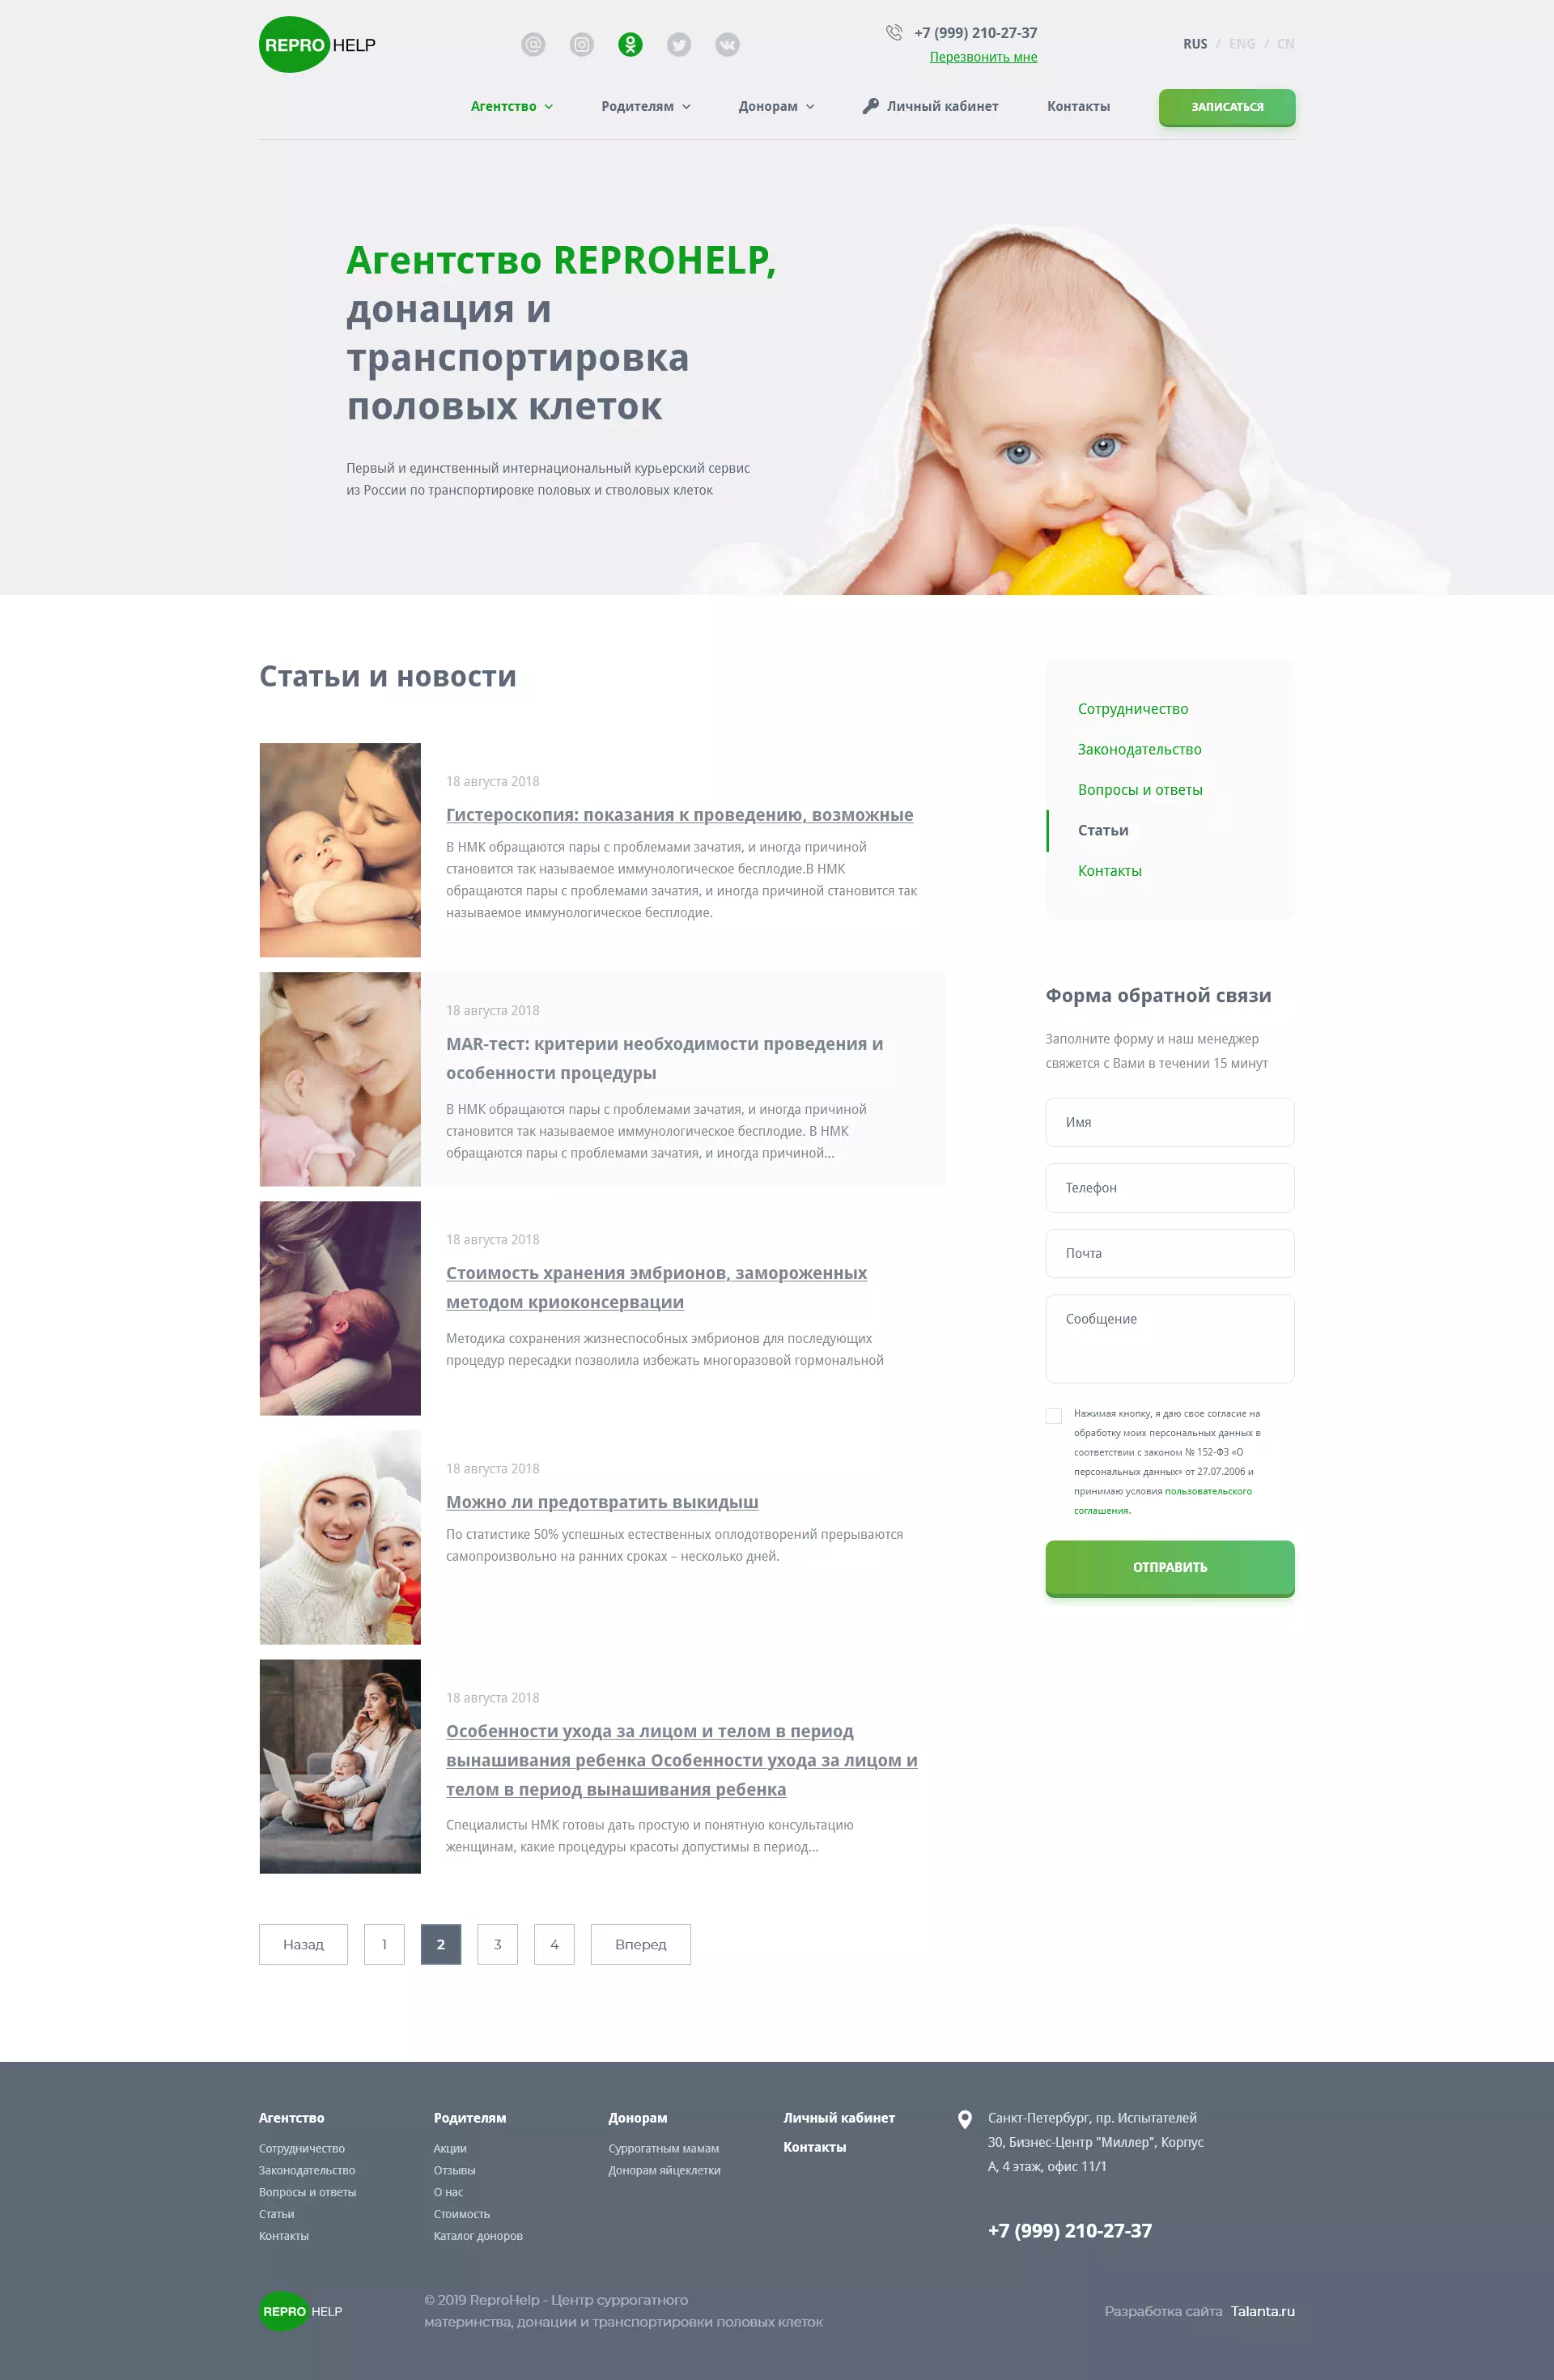 REPRO HELP
+7 (999) 210-27-37
Перезвонить мне
RUS / ENG / CN
Агентство
Родителям
Донорам
Личный кабинет
Контакты
ЗАПИСАТЬСЯ
Агентство REPROHELP,
донация и
транспортировка
половых клеток
Первый и единственный интернациональный курьерский сервис
из России по транспортировке половых и стволовых клеток
Статьи и новости
18 августа 2018
Гистероскопия: показания к проведению, возможные
В НМК обращаются пары с проблемами зачатия, и иногда причиной
становится так называемое иммунологическое бесплодие.В НМК
обращаются пары с проблемами зачатия, и иногда причиной становится так
называемое иммунологическое бесплодие.
18 августа 2018
MAR-тест: критерии необходимости проведения и
особенности процедуры
В НМК обращаются пары с проблемами зачатия, и иногда причиной
становится так называемое иммунологическое бесплодие. В НМК
обращаются пары с проблемами зачатия, и иногда причиной...
18 августа 2018
Стоимость хранения эмбрионов, замороженных
методом криоконсервации
Методика сохранения жизнеспособных эмбрионов для последующих
процедур пересадки позволила избежать многоразовой гормональной
18 августа 2018
Можно ли предотвратить выкидыш
По статистике 50% успешных естественных оплодотворений прерываются
самопроизвольно на ранних сроках – несколько дней.
18 августа 2018
Особенности ухода за лицом и телом в период
вынашивания ребенка Особенности ухода за лицом и
телом в период вынашивания ребенка
Специалисты НМК готовы дать простую и понятную консультацию
женщинам, какие процедуры красоты допустимы в период...
Назад
1
2
3
4
Вперед
Сотрудничество
Законодательство
Вопросы и ответы
Статьи
Контакты
Форма обратной связи
Заполните форму и наш менеджер
свяжется с Вами в течении 15 минут
Имя
Телефон
Почта
Сообщение
Нажимая кнопку, я даю свое согласие на
обработку моих персональных данных в
соответствии с законом № 152-ФЗ «О
персональных данных» от 27.07.2006 и
принимаю условия пользовательского
соглашения.
ОТПРАВИТЬ
Агентство
Сотрудничество
Законодательство
Вопросы и ответы
Статьи
Контакты
Родителям
Акции
Отзывы
О нас
Стоимость
Каталог доноров
Донорам
Суррогатным мамам
Донорам яйцеклетки
Личный кабинет
Контакты
Санкт-Петербург, пр. Испытателей
30, Бизнес-Центр "Миллер", Корпус
А, 4 этаж, офис 11/1
+7 (999) 210-27-37
REPRO HELP
© 2019 ReproHelp - Центр суррогатного
материнства, донации и транспортировки половых клеток
Разработка сайта Talanta.ru